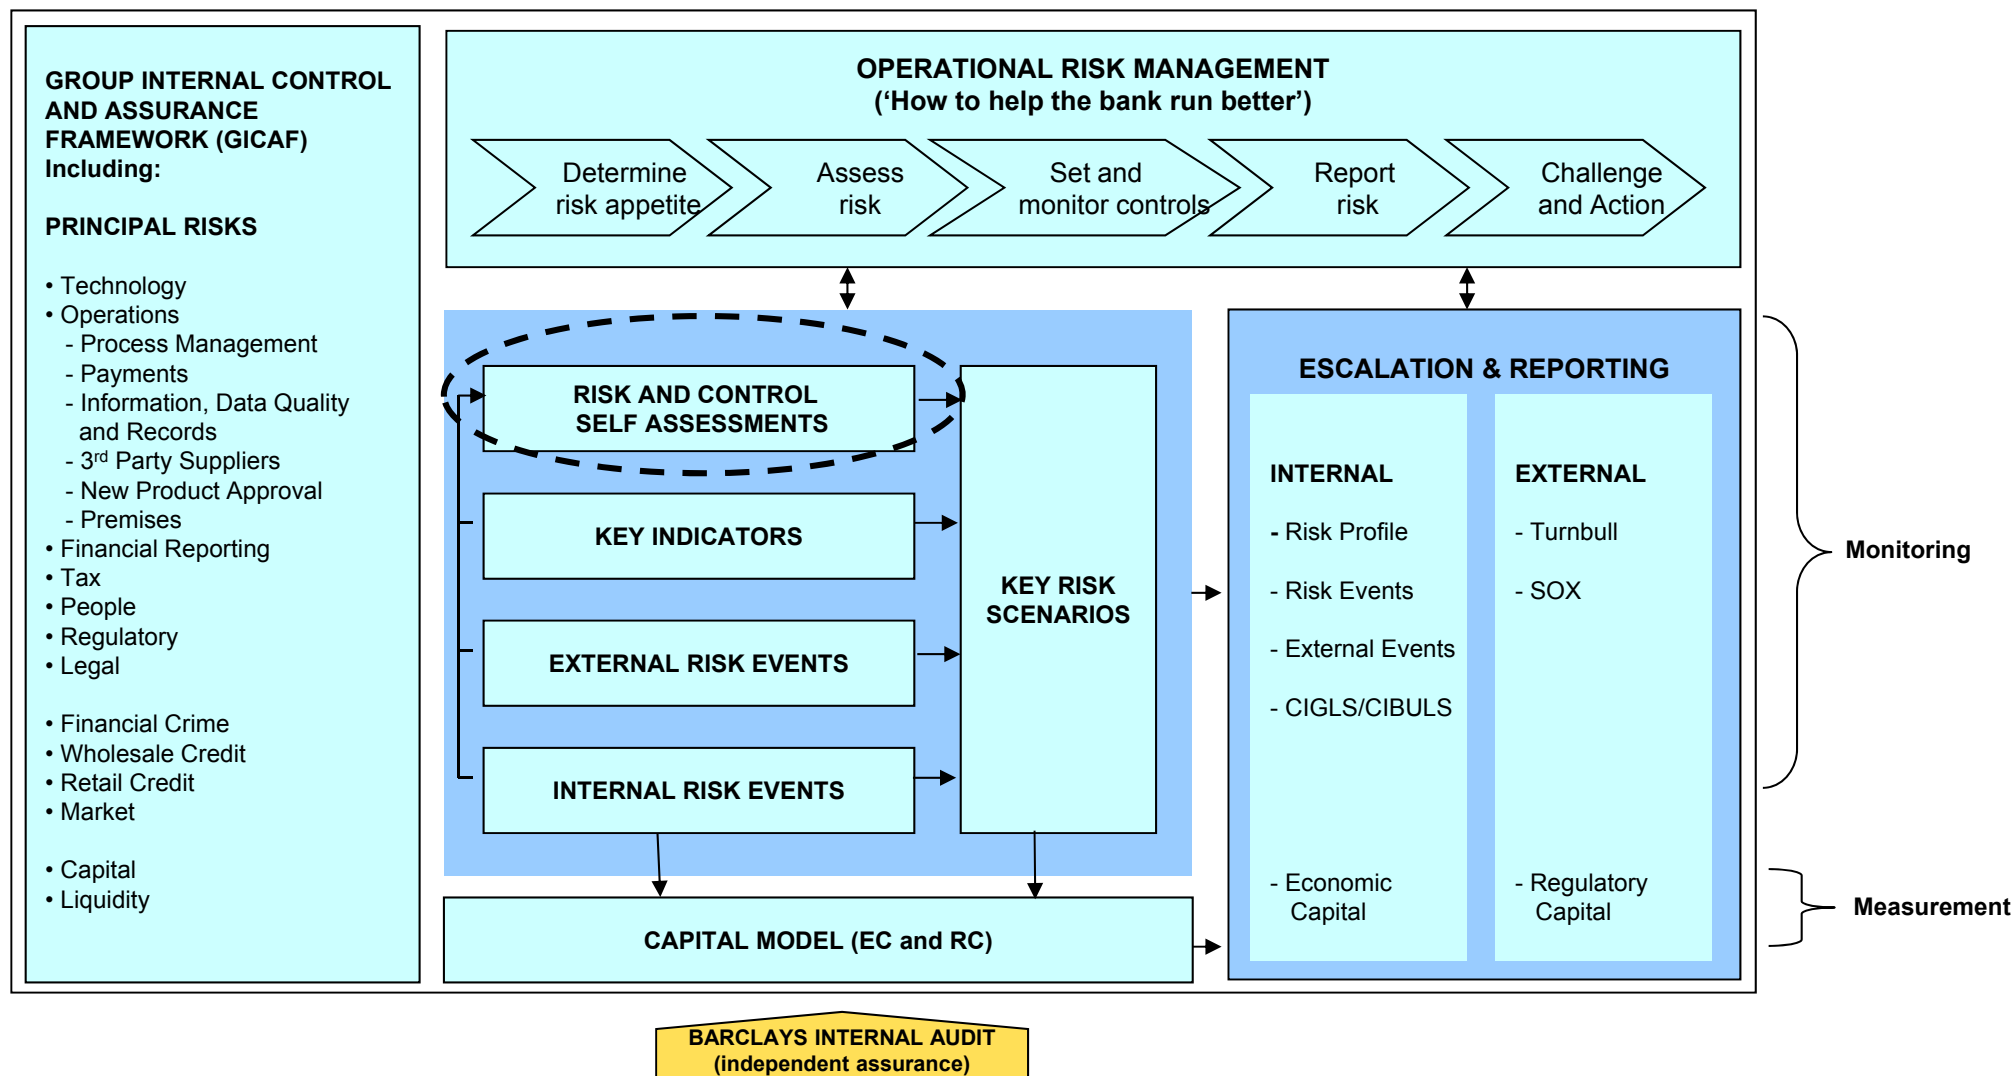 GROUP INTERNAL CONTROL
AND ASSURANCE
FRAMEWORK (GICAF)
Including:
PRINCIPAL RISKS
• Technology
• Operations
- Process Management
- Payments
- Information, Data Quality
and Records
- 3rd Party Suppliers
- New Product Approval
- Premises
• Financial Reporting
• Tax
• People
• Regulatory
• Legal
• Financial Crime
• Wholesale Credit
• Retail Credit
• Market
• Capital
• Liquidity
OPERATIONAL RISK MANAGEMENT
(‘How to help the bank run better’)
Determine
risk appetite
Assess
risk
Set and
monitor controls
Report
risk
Challenge
and Action
RISK AND CONTROL
SELF ASSESSMENTS
KEY INDICATORS
EXTERNAL RISK EVENTS
INTERNAL RISK EVENTS
KEY RISK
SCENARIOS
CAPITAL MODEL (EC and RC)
ESCALATION & REPORTING
INTERNAL
- Risk Profile
- Risk Events
- External Events
- CIGLS/CIBULS
- Economic
Capital
EXTERNAL
- Turnbull
- SOX
- Regulatory
Capital
Monitoring
Measurement
BARCLAYS INTERNAL AUDIT
(independent assurance)